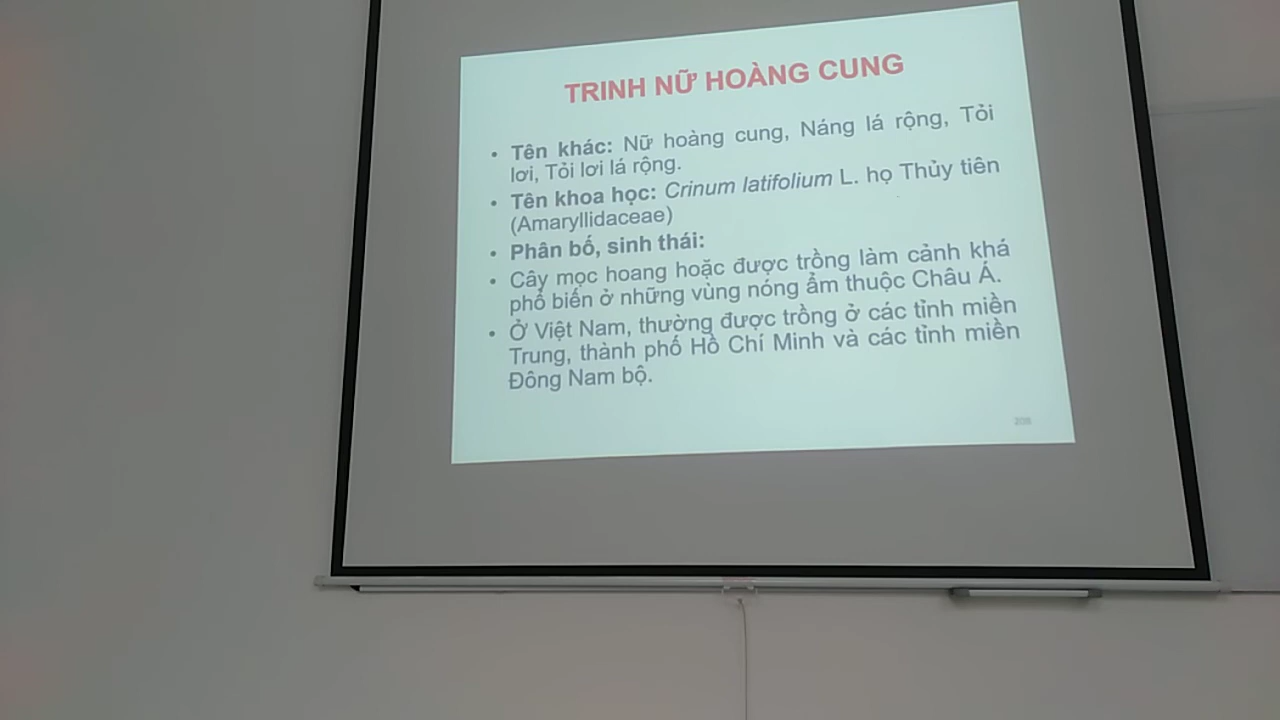 TRINH NỮ HOÀNG CUNG
• Tên khác: Nữ hoàng cung, Náng lá rộng, Tỏi
lơi, Tỏi lơi lá rộng.
• Tên khoa học: Crinum latifolium L. họ Thủy tiên
(Amaryllidaceae)
• Phân bố, sinh thái:
• Cây mọc hoang hoặc được trồng làm cảnh khá
phổ biến ở những vùng nóng ẩm thuộc Châu Á.
• Ở Việt Nam, thường được trồng ở các tỉnh miền
Trung, thành phố Hồ Chí Minh và các tỉnh miền
Đông Nam bộ.